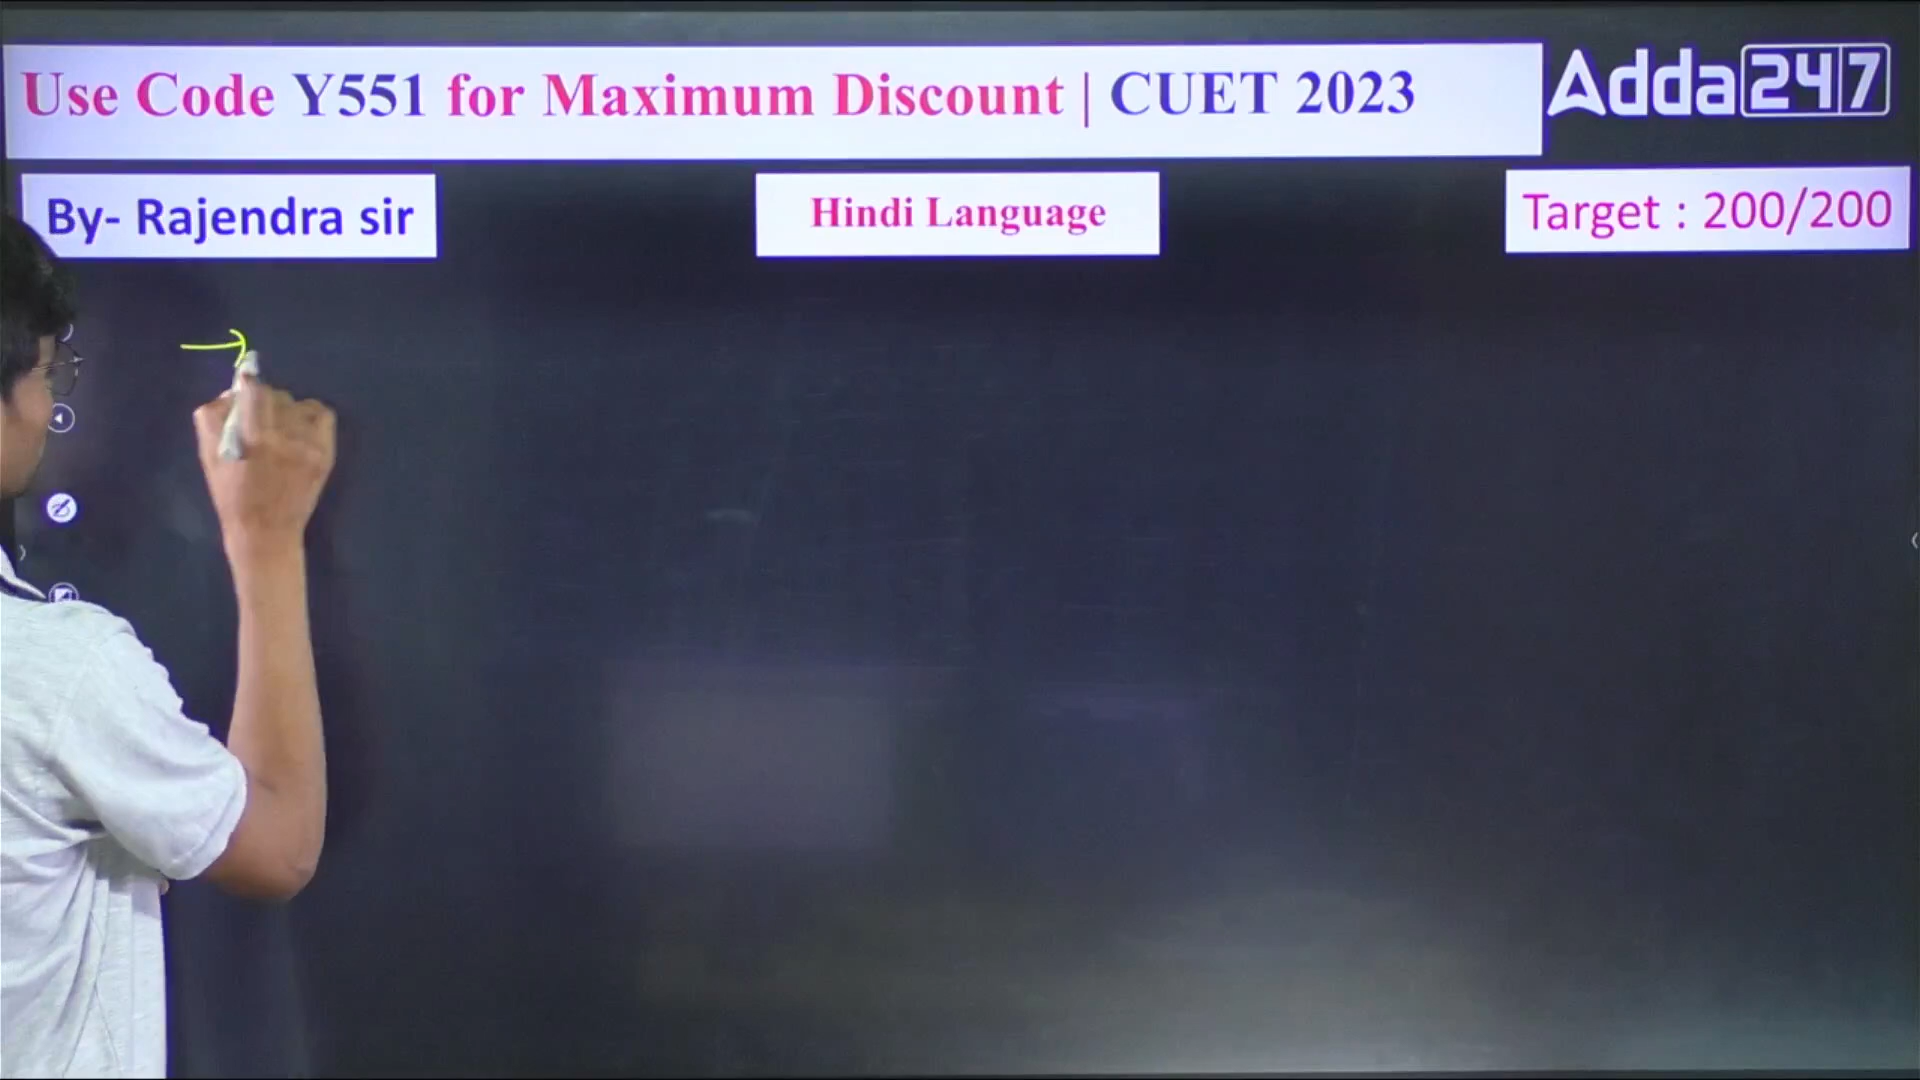 Use Code Y551 for Maximum Discount | CUET 2023
Adda247
By- Rajendra sir
Hindi Language
Target : 200/200